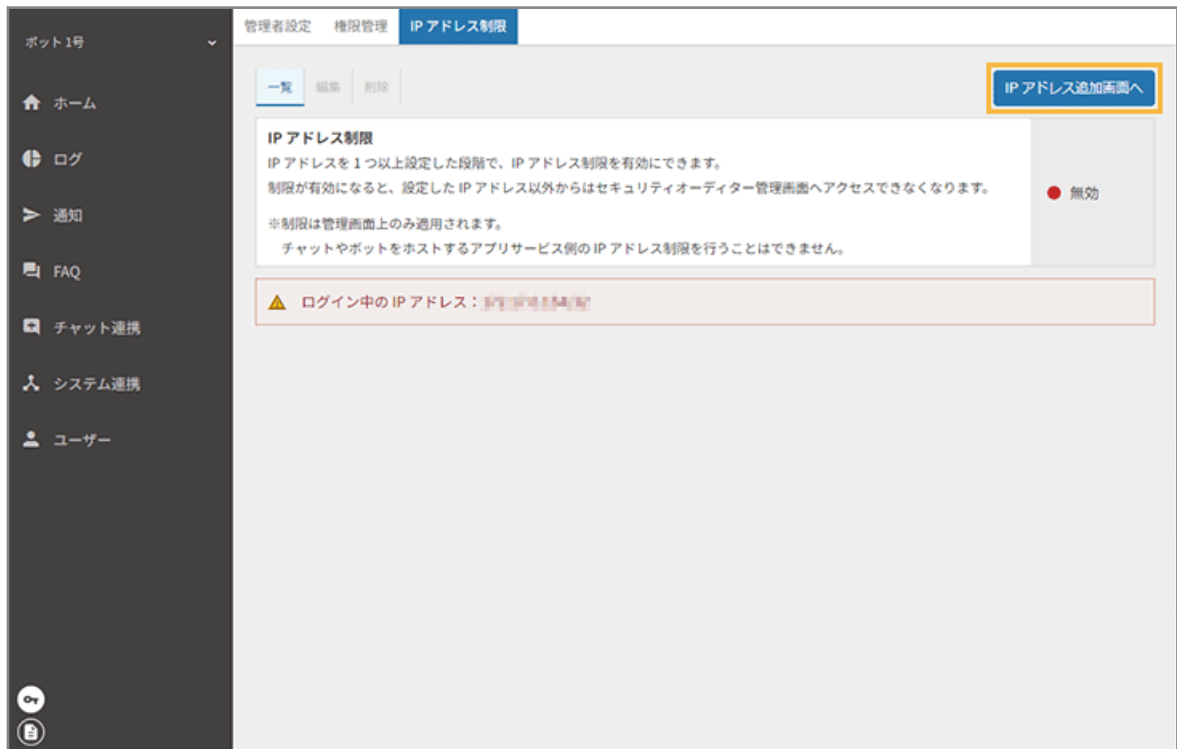 ボット1号
ホーム
ログ
通知
FAQ
チャット連携
システム連携
ユーザー
管理者設定 権限管理 IP アドレス制限
一覧 編集 削除
IP アドレス追加画面へ
IP アドレス制限
IP アドレスを 1 つ以上設定した段階で、IP アドレス制限を有効にできます。
制限が有効になると、設定した IP アドレス以外からはセキュリティオーディター管理画面へアクセスできなくなります。
※制限は管理画面上のみ適用されます。
チャットやボットをホストするアプリサービス側の IP アドレス制限を行うことはできません。
無効
ログイン中の IP アドレス：